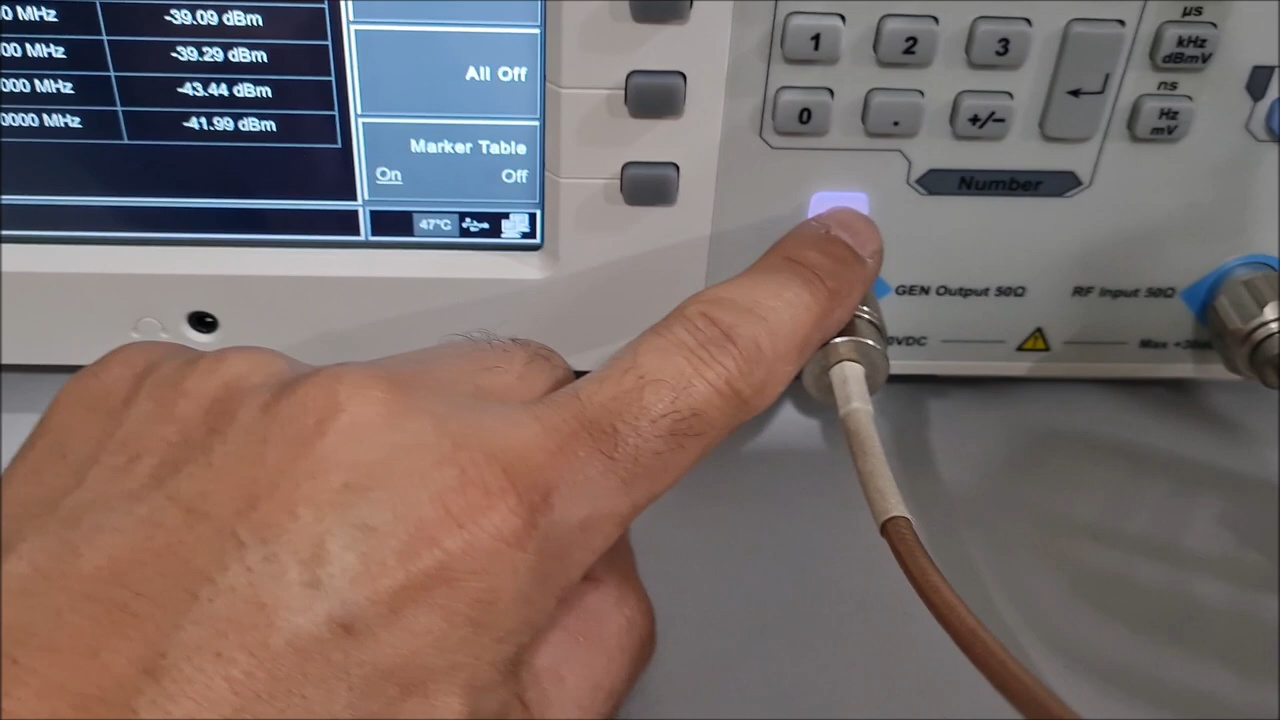 0 MHz -39.09 dBm
00 MHz -39.29 dBm
000 MHz -43.44 dBm
0000 MHz -41.99 dBm
All Off
Marker Table
On Off
47°C
1 2 3
0 . +/-
µs
kHz
dBmV
ns
Hz
mV
Number
GEN Output 50Ω
RF Input 50Ω
0VDC
Max